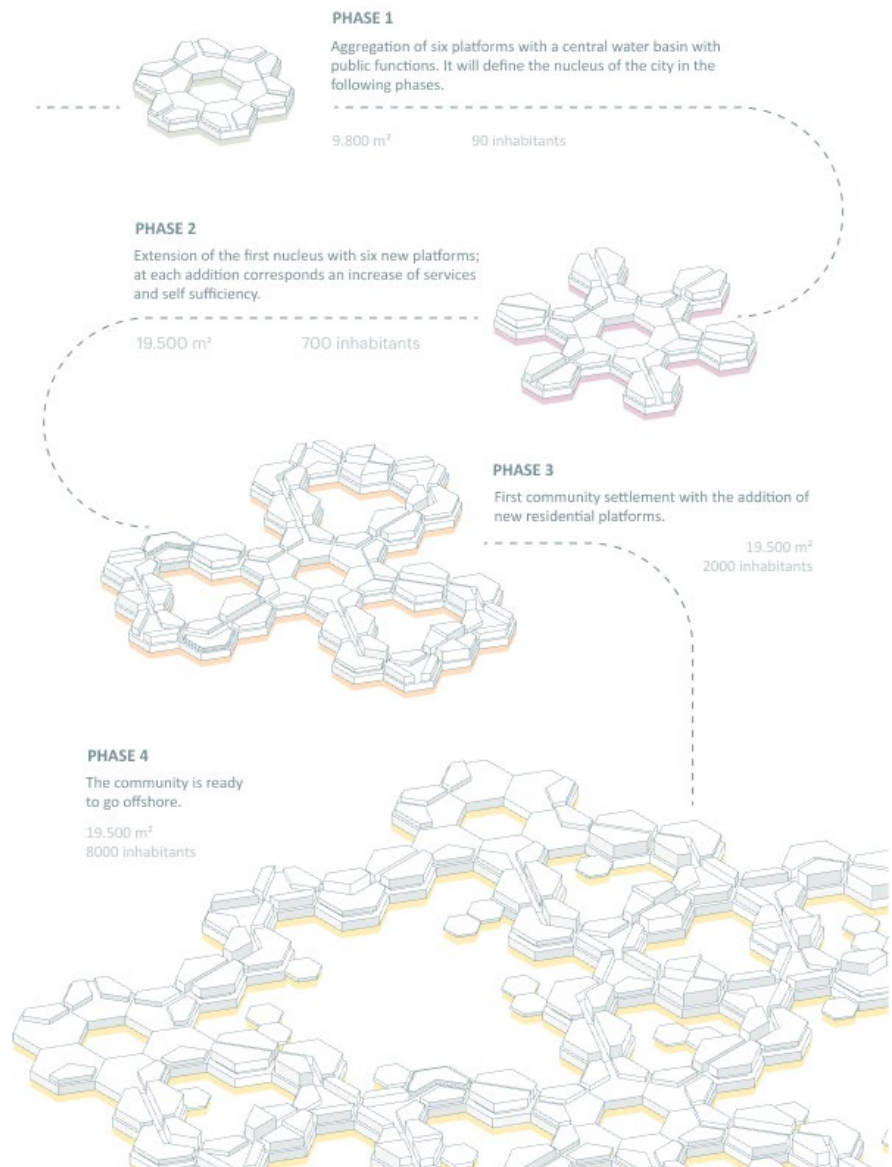 PHASE 1
Aggregation of six platforms with a central water basin with
public functions. It will define the nucleus of the city in the
following phases.
9.800 m² 90 inhabitants
PHASE 2
Extension of the first nucleus with six new platforms;
at each addition corresponds an increase of services
and self sufficiency.
19.500 m² 700 inhabitants
PHASE 3
First community settlement with the addition of
new residential platforms.
19.500 m²
2000 inhabitants
PHASE 4
The community is ready
to go offshore.
19.500 m²
8000 inhabitants